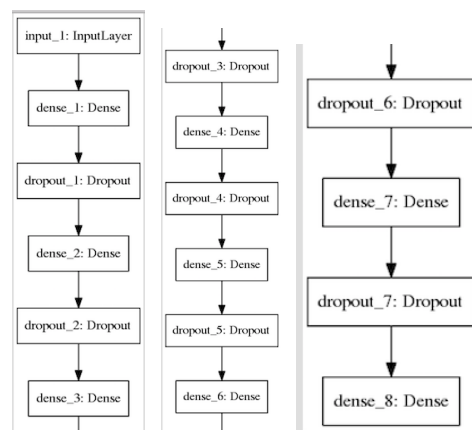 input_1: InputLayer
dense_1: Dense
dropout_1: Dropout
dense_2: Dense
dropout_2: Dropout
dense_3: Dense
dropout_3: Dropout
dense_4: Dense
dropout_4: Dropout
dense_5: Dense
dropout_5: Dropout
dense_6: Dense
dropout_6: Dropout
dense_7: Dense
dropout_7: Dropout
dense_8: Dense